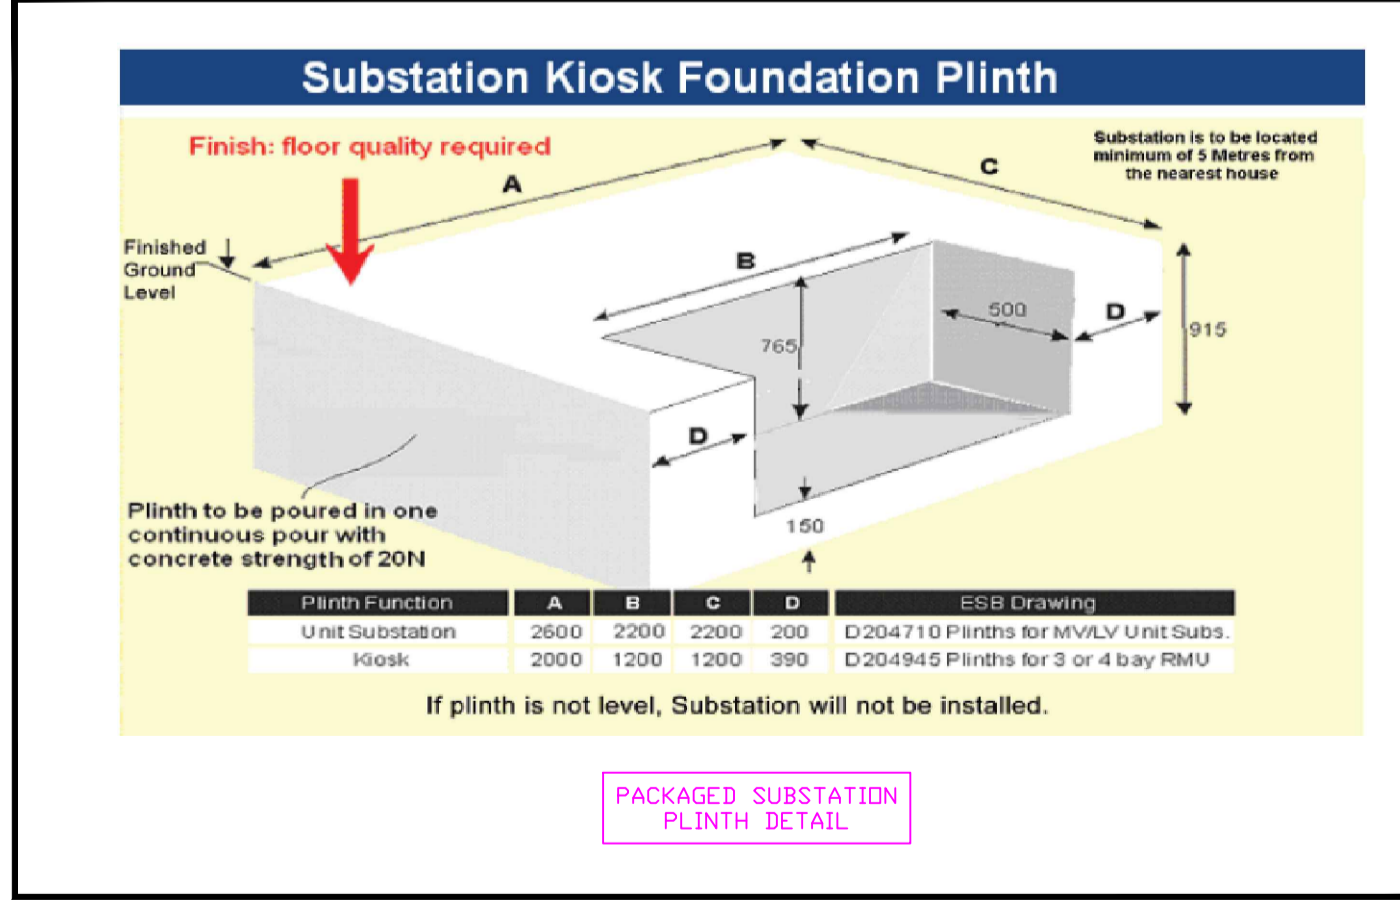 Substation Kiosk Foundation Plinth
Finish: floor quality required
Substation is to be located
minimum of 5 Metres from
the nearest house
A
C
Finished
Ground
Level
B
500
D
915
765
D
Plinth to be poured in one
continuous pour with
concrete strength of 20N
150
Plinth Function A B C D ESB Drawing
Unit Substation 2600 2200 2200 200 D204710 Plinths for MV/LV Unit Subs.
Kiosk 2000 1200 1200 390 D204945 Plinths for 3 or 4 bay RMU
If plinth is not level, Substation will not be installed.
PACKAGED SUBSTATION
PLINTH DETAIL